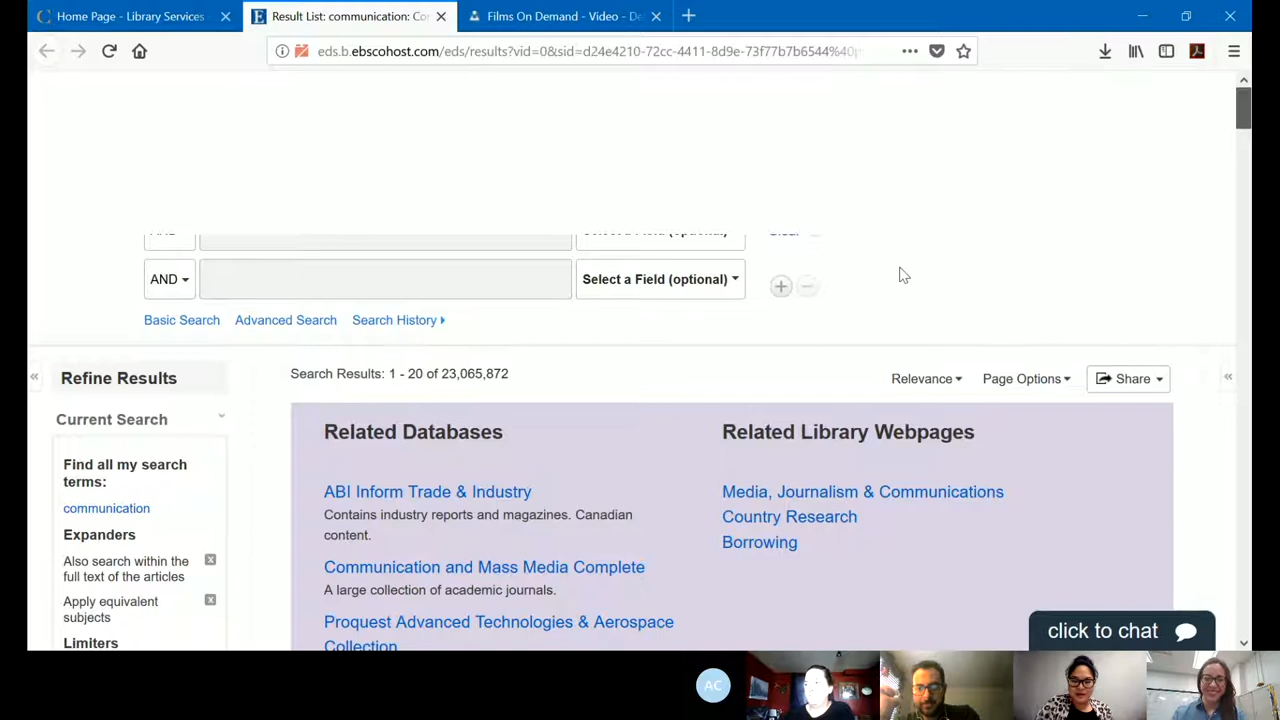 Home Page - Library Services
Result List: communication: Co
Films On Demand - Video - De
eds.b.ebscohost.com/eds/results?vid=0&sid=d24e4210-72cc-4411-8d9e-73f77b7b6544%40p
AND Select a Field (optional)
Basic Search Advanced Search Search History
Refine Results
Current Search
Find all my search
terms:
communication
Expanders
Also search within the
full text of the articles
Apply equivalent
subjects
Limiters
Search Results: 1 - 20 of 23,065,872
Relevance Page Options Share
Related Databases
ABI Inform Trade & Industry
Contains industry reports and magazines. Canadian
content.
Communication and Mass Media Complete
A large collection of academic journals.
Proquest Advanced Technologies & Aerospace
Collection
Related Library Webpages
Media, Journalism & Communications
Country Research
Borrowing
click to chat
AC